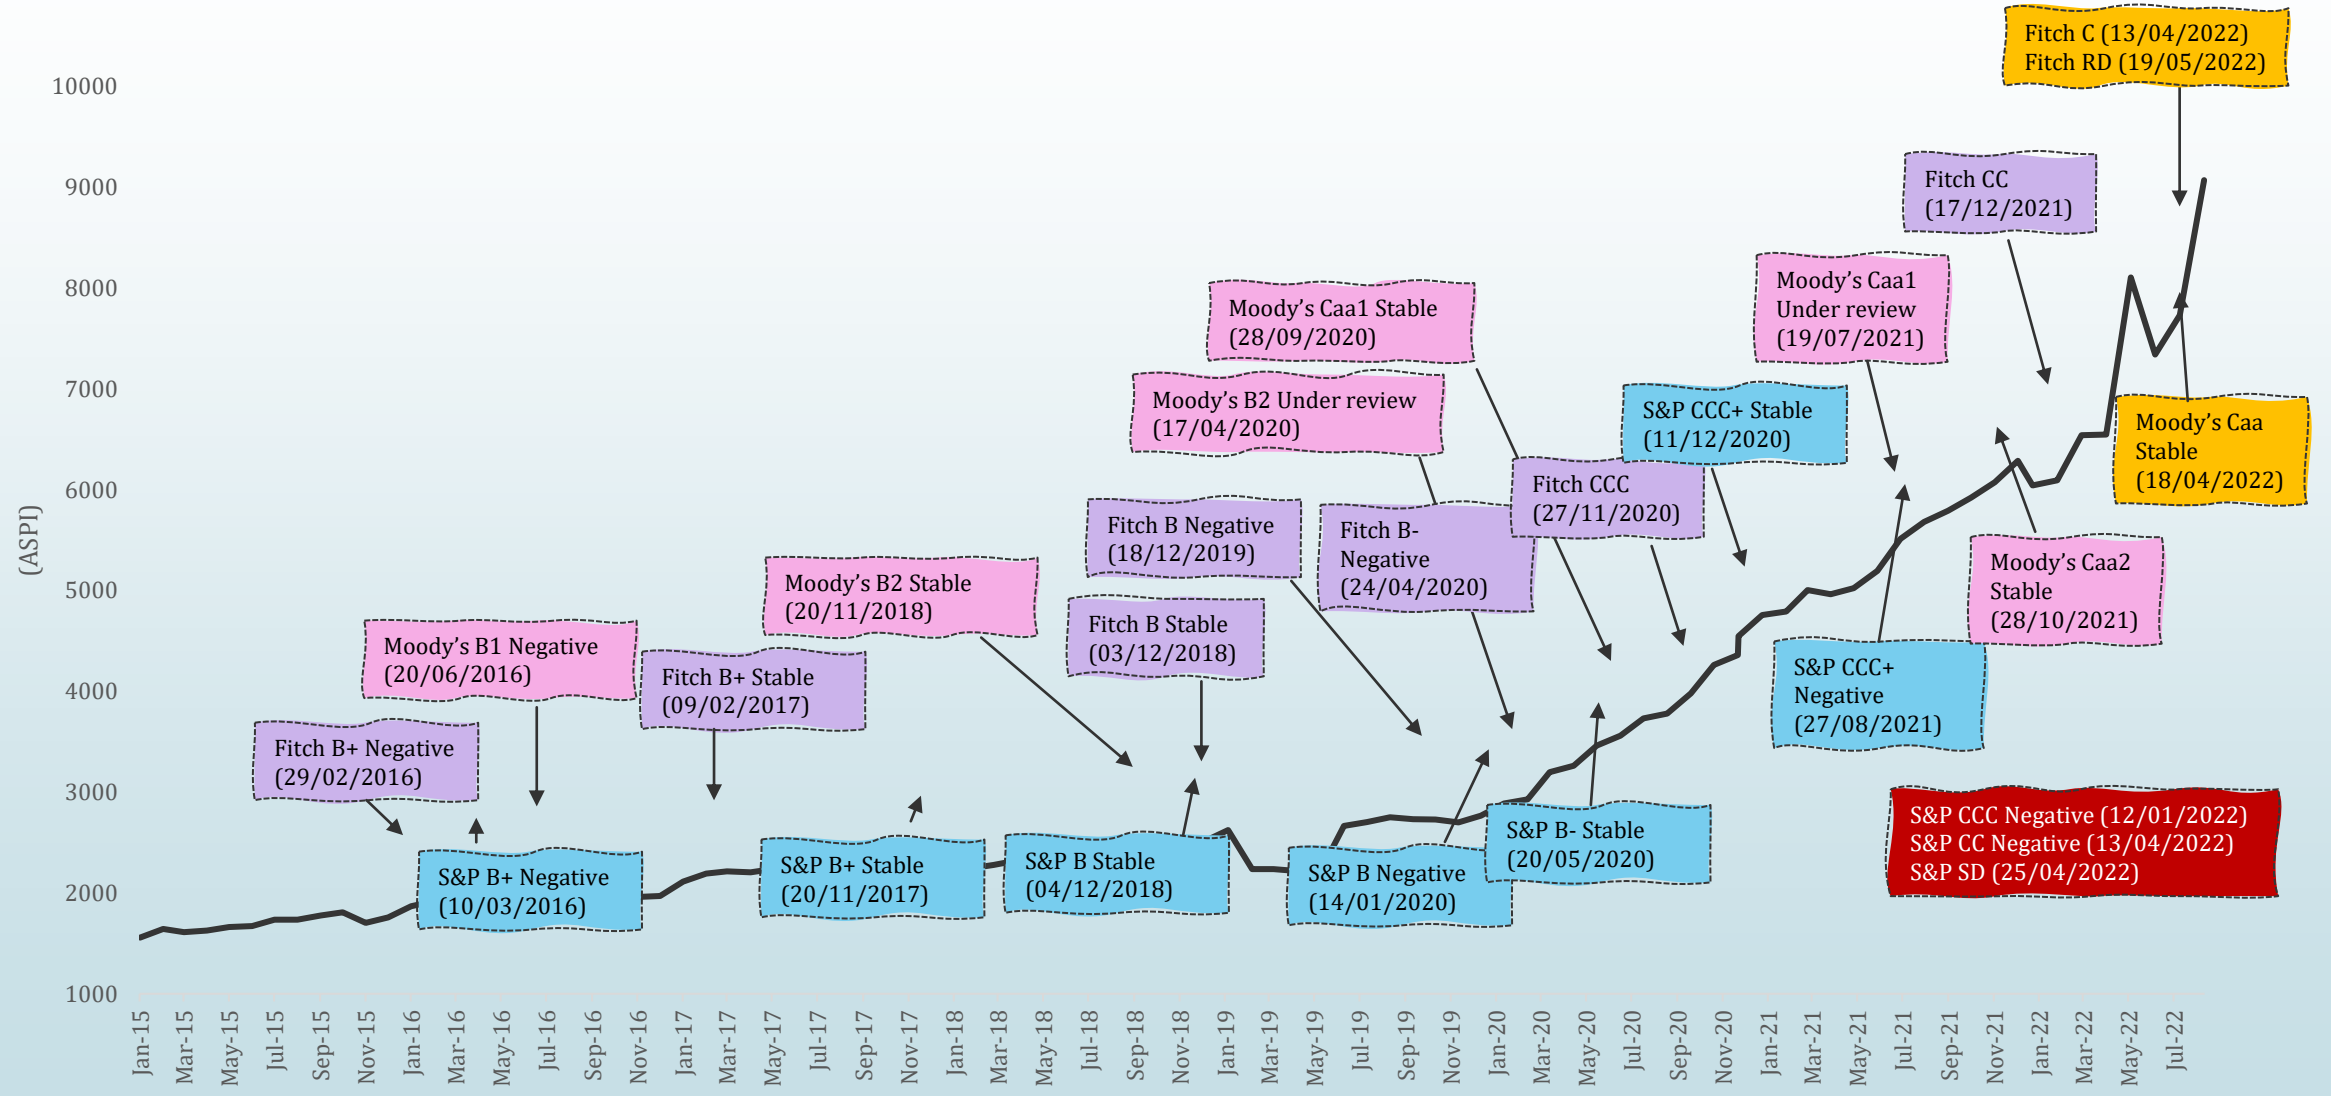 Fitch C (13/04/2022)
Fitch RD (19/05/2022)
10000
9000
8000
7000
6000
5000
4000
3000
2000
1000
(ASPI)
Fitch CC
(17/12/2021)
Moody’s Caa1
Under review
(19/07/2021)
Moody’s Caa1 Stable
(28/09/2020)
Moody’s B2 Under review
(17/04/2020)
S&P CCC+ Stable
(11/12/2020)
Moody’s Caa
Stable
(18/04/2022)
Fitch CCC
(27/11/2020)
Fitch B Negative
(18/12/2019)
Fitch B-
Negative
(24/04/2020)
Moody’s Caa2
Stable
(28/10/2021)
Moody’s B2 Stable
(20/11/2018)
Fitch B Stable
(03/12/2018)
Moody’s B1 Negative
(20/06/2016)
Fitch B+ Stable
(09/02/2017)
S&P CCC+
Negative
(27/08/2021)
Fitch B+ Negative
(29/02/2016)
S&P CCC Negative (12/01/2022)
S&P CC Negative (13/04/2022)
S&P SD (25/04/2022)
S&P B- Stable
(20/05/2020)
S&P B+ Negative
(10/03/2016)
S&P B+ Stable
(20/11/2017)
S&P B Stable
(04/12/2018)
S&P B Negative
(14/01/2020)
Jan-15
Mar-15
May-15
Jul-15
Sep-15
Nov-15
Jan-16
Mar-16
May-16
Jul-16
Sep-16
Nov-16
Jan-17
Mar-17
May-17
Jul-17
Sep-17
Nov-17
Jan-18
Mar-18
May-18
Jul-18
Sep-18
Nov-18
Jan-19
Mar-19
May-19
Jul-19
Sep-19
Nov-19
Jan-20
Mar-20
May-20
Jul-20
Sep-20
Nov-20
Jan-21
Mar-21
May-21
Jul-21
Sep-21
Nov-21
Jan-22
Mar-22
May-22
Jul-22